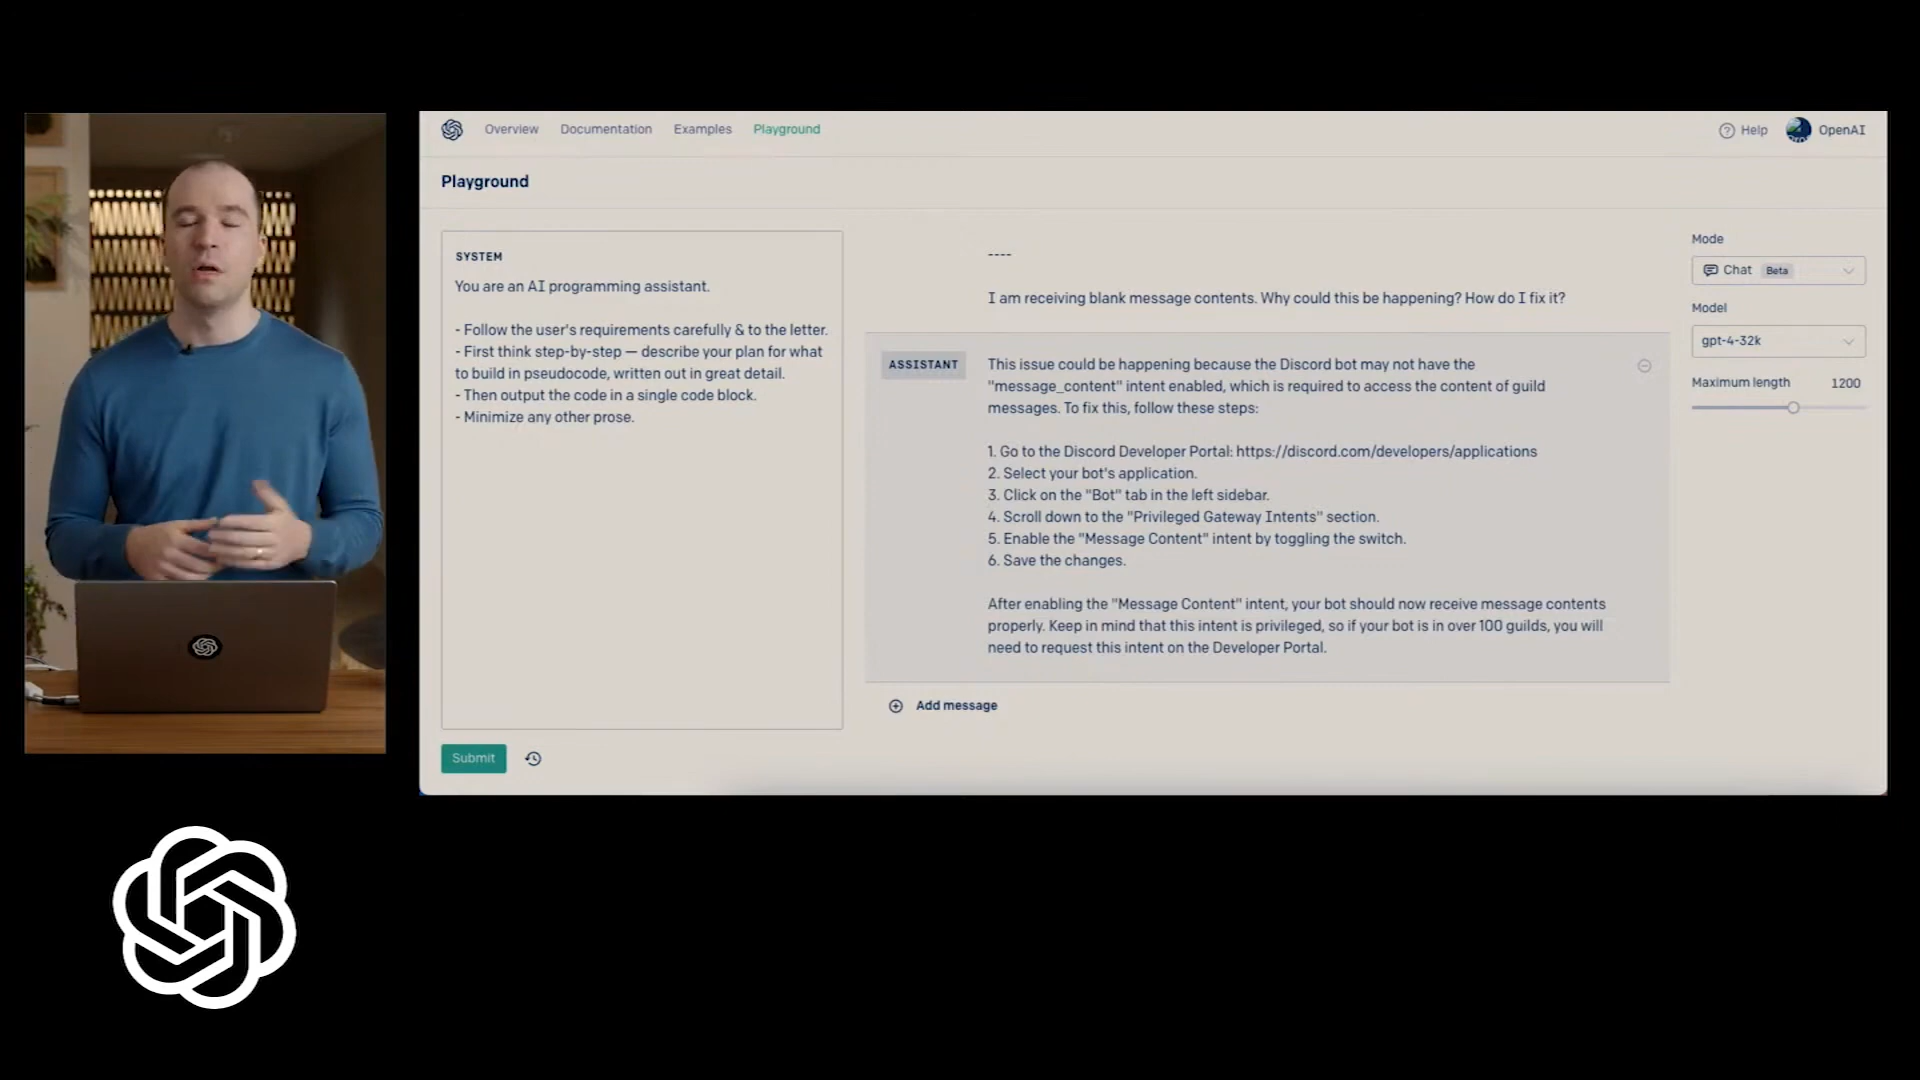 Overview Documentation Examples Playground
Help OpenAI
Playground
SYSTEM
You are an AI programming assistant.
- Follow the user's requirements carefully & to the letter.
- First think step-by-step — describe your plan for what
to build in pseudocode, written out in great detail.
- Then output the code in a single code block.
- Minimize any other prose.
Submit
----
I am receiving blank message contents. Why could this be happening? How do I fix it?
ASSISTANT
This issue could be happening because the Discord bot may not have the
"message_content" intent enabled, which is required to access the content of guild
messages. To fix this, follow these steps:
1. Go to the Discord Developer Portal: https://discord.com/developers/applications
2. Select your bot's application.
3. Click on the "Bot" tab in the left sidebar.
4. Scroll down to the "Privileged Gateway Intents" section.
5. Enable the "Message Content" intent by toggling the switch.
6. Save the changes.
After enabling the "Message Content" intent, your bot should now receive message contents
properly. Keep in mind that this intent is privileged, so if your bot is in over 100 guilds, you will
need to request this intent on the Developer Portal.
Add message
Mode
Chat Beta
Model
gpt-4-32k
Maximum length 1200